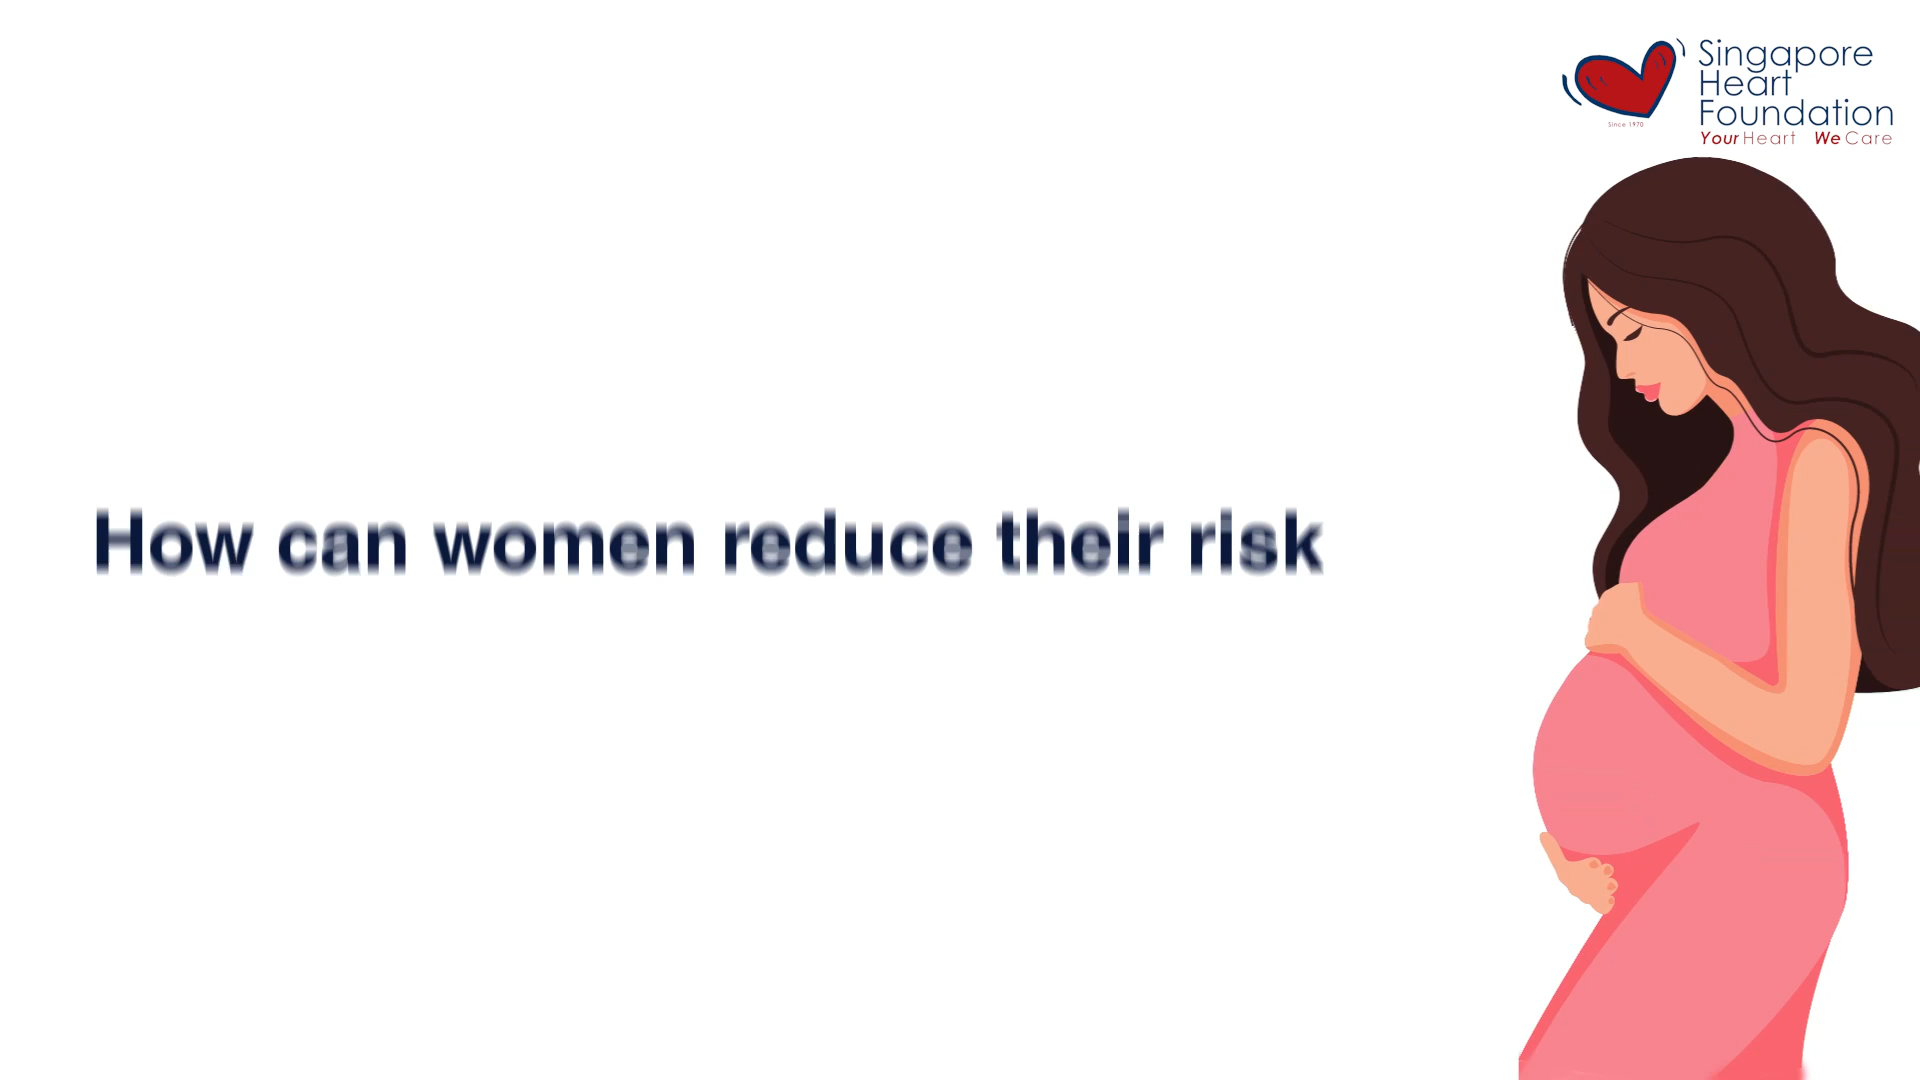 Singapore
Heart
Foundation
Since 1970
Your Heart We Care
How can women reduce their risk